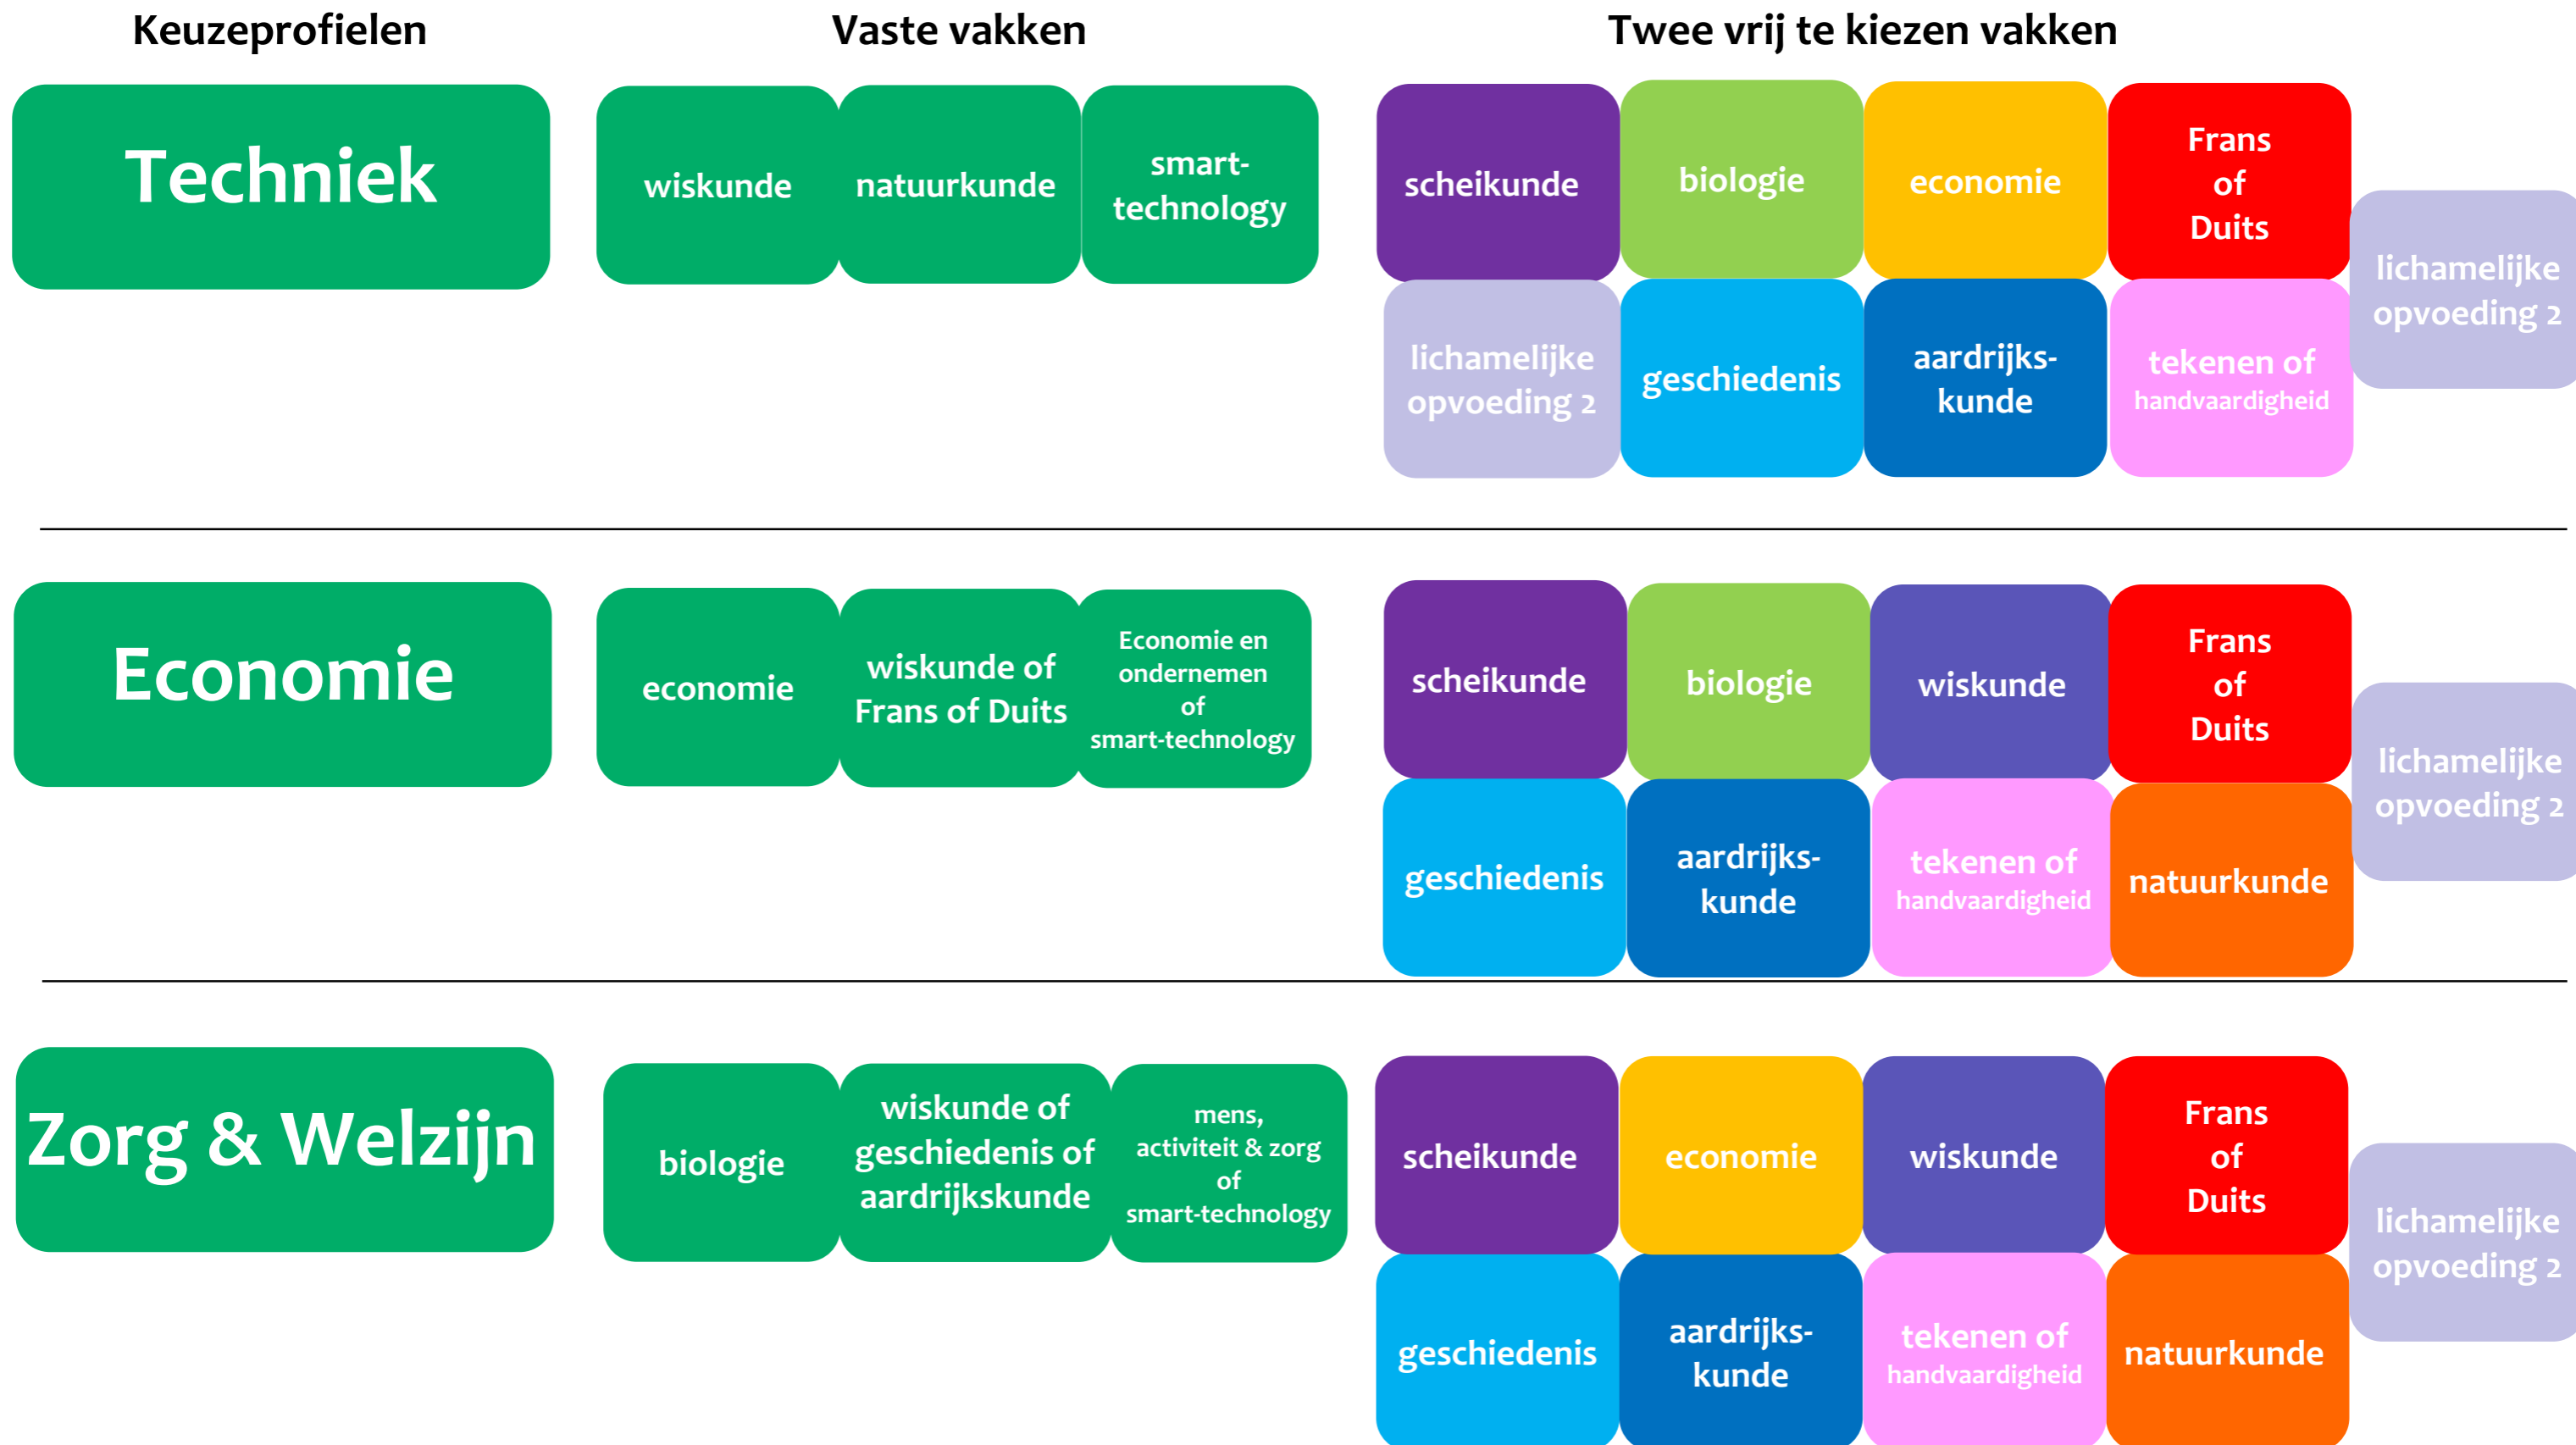 Keuzeprofielen
Vaste vakken
Twee vrij te kiezen vakken
Techniek
wiskunde
natuurkunde
smart-
technology
scheikunde
biologie
economie
Frans
of
Duits
lichamelijke
opvoeding 2
lichamelijke
opvoeding 2
geschiedenis
aardrijks-
kunde
tekenen of
handvaardigheid
Economie
economie
wiskunde of
Frans of Duits
Economie en
ondernemen
of
smart-technology
scheikunde
biologie
wiskunde
Frans
of
Duits
lichamelijke
opvoeding 2
geschiedenis
aardrijks-
kunde
tekenen of
handvaardigheid
natuurkunde
Zorg & Welzijn
biologie
wiskunde of
geschiedenis of
aardrijkskunde
mens,
activiteit & zorg
of
smart-technology
scheikunde
economie
wiskunde
Frans
of
Duits
lichamelijke
opvoeding 2
geschiedenis
aardrijks-
kunde
tekenen of
handvaardigheid
natuurkunde